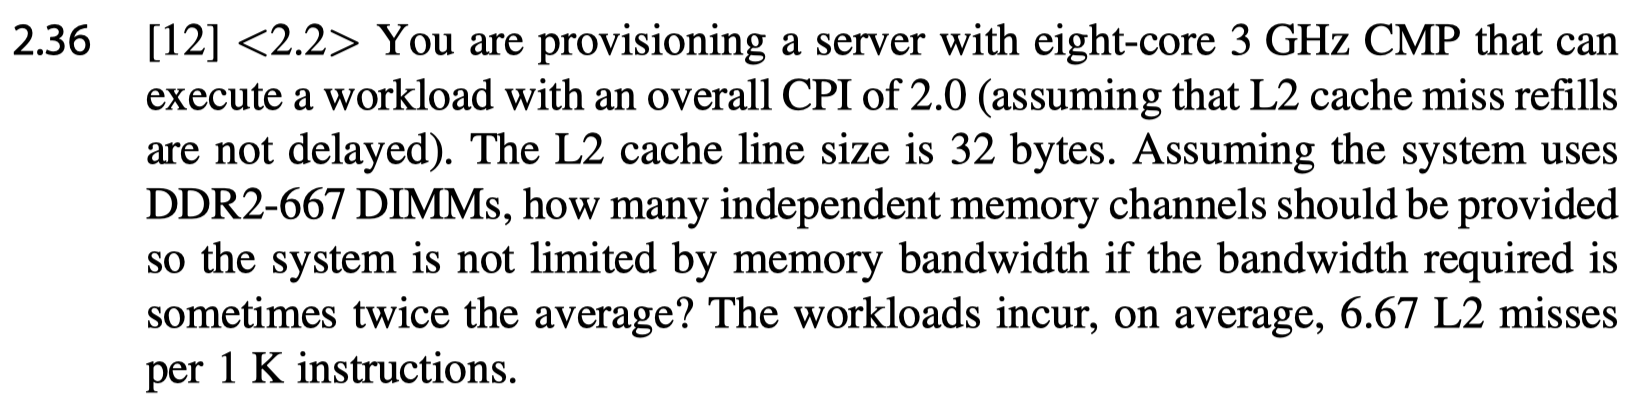 2.36 [12] <2.2> You are provisioning a server with eight-core 3 GHz CMP that can
execute a workload with an overall CPI of 2.0 (assuming that L2 cache miss refills
are not delayed). The L2 cache line size is 32 bytes. Assuming the system uses
DDR2-667 DIMMs, how many independent memory channels should be provided
so the system is not limited by memory bandwidth if the bandwidth required is
sometimes twice the average? The workloads incur, on average, 6.67 L2 misses
per 1 K instructions.